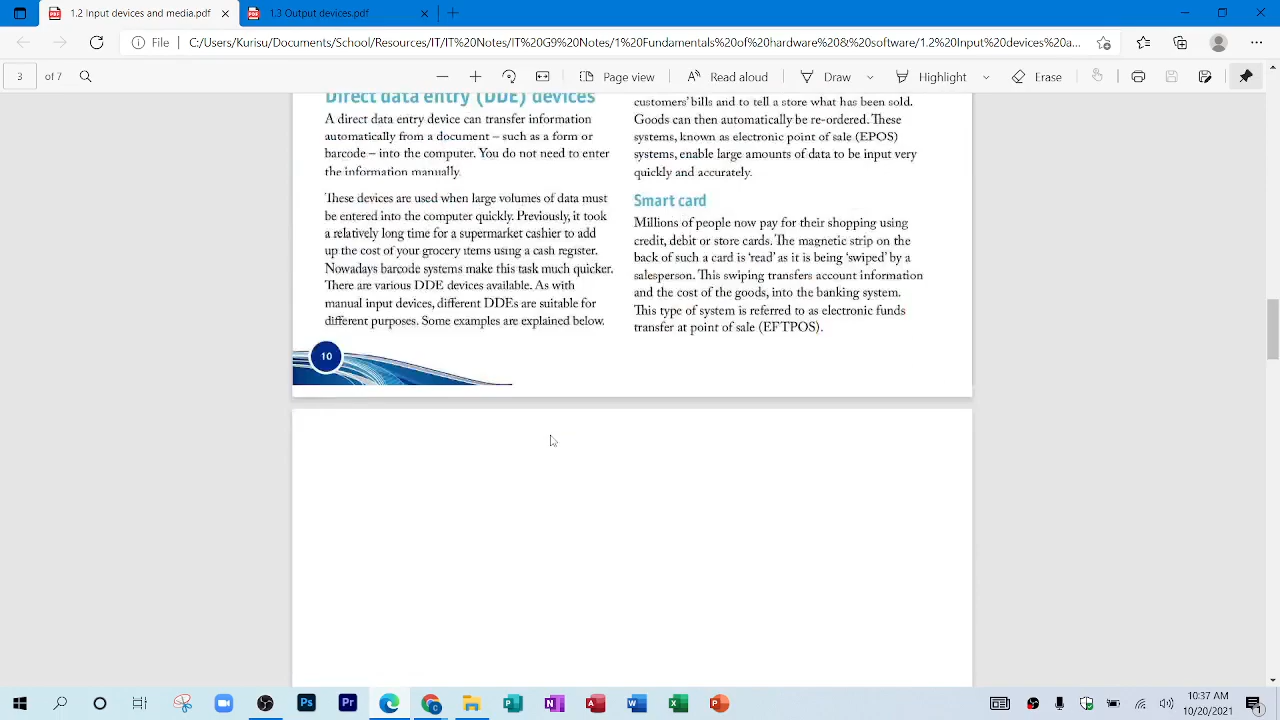 1.2 Input devices and media.pdf
1.3 Output devices.pdf
File
C:/Users/Kurisu/Documents/School/Resources/IT/IT%20Notes/IT%20G9%20Notes/1%20Fundamentals%20of%20hardware%20&%20software/1.2%20Input%20devices%20a...
3 of 7
Page view
Read aloud
Draw
Highlight
Erase
Direct data entry (DDE) devices
A direct data entry device can transfer information
automatically from a document – such as a form or
barcode – into the computer. You do not need to enter
the information manually.
These devices are used when large volumes of data must
be entered into the computer quickly. Previously, it took
a relatively long time for a supermarket cashier to add
up the cost of your grocery items using a cash register.
Nowadays barcode systems make this task much quicker.
There are various DDE devices available. As with
manual input devices, different DDEs are suitable for
different purposes. Some examples are explained below.
10
customers' bills and to tell a store what has been sold.
Goods can then automatically be re-ordered. These
systems, known as electronic point of sale (EPOS)
systems, enable large amounts of data to be input very
quickly and accurately.
Smart card
Millions of people now pay for their shopping using
credit, debit or store cards. The magnetic strip on the
back of such a card is 'read' as it is being 'swiped' by a
salesperson. This swiping transfers account information
and the cost of the goods, into the banking system.
This type of system is referred to as electronic funds
transfer at point of sale (EFTPOS).
10:37 AM
10/20/2021